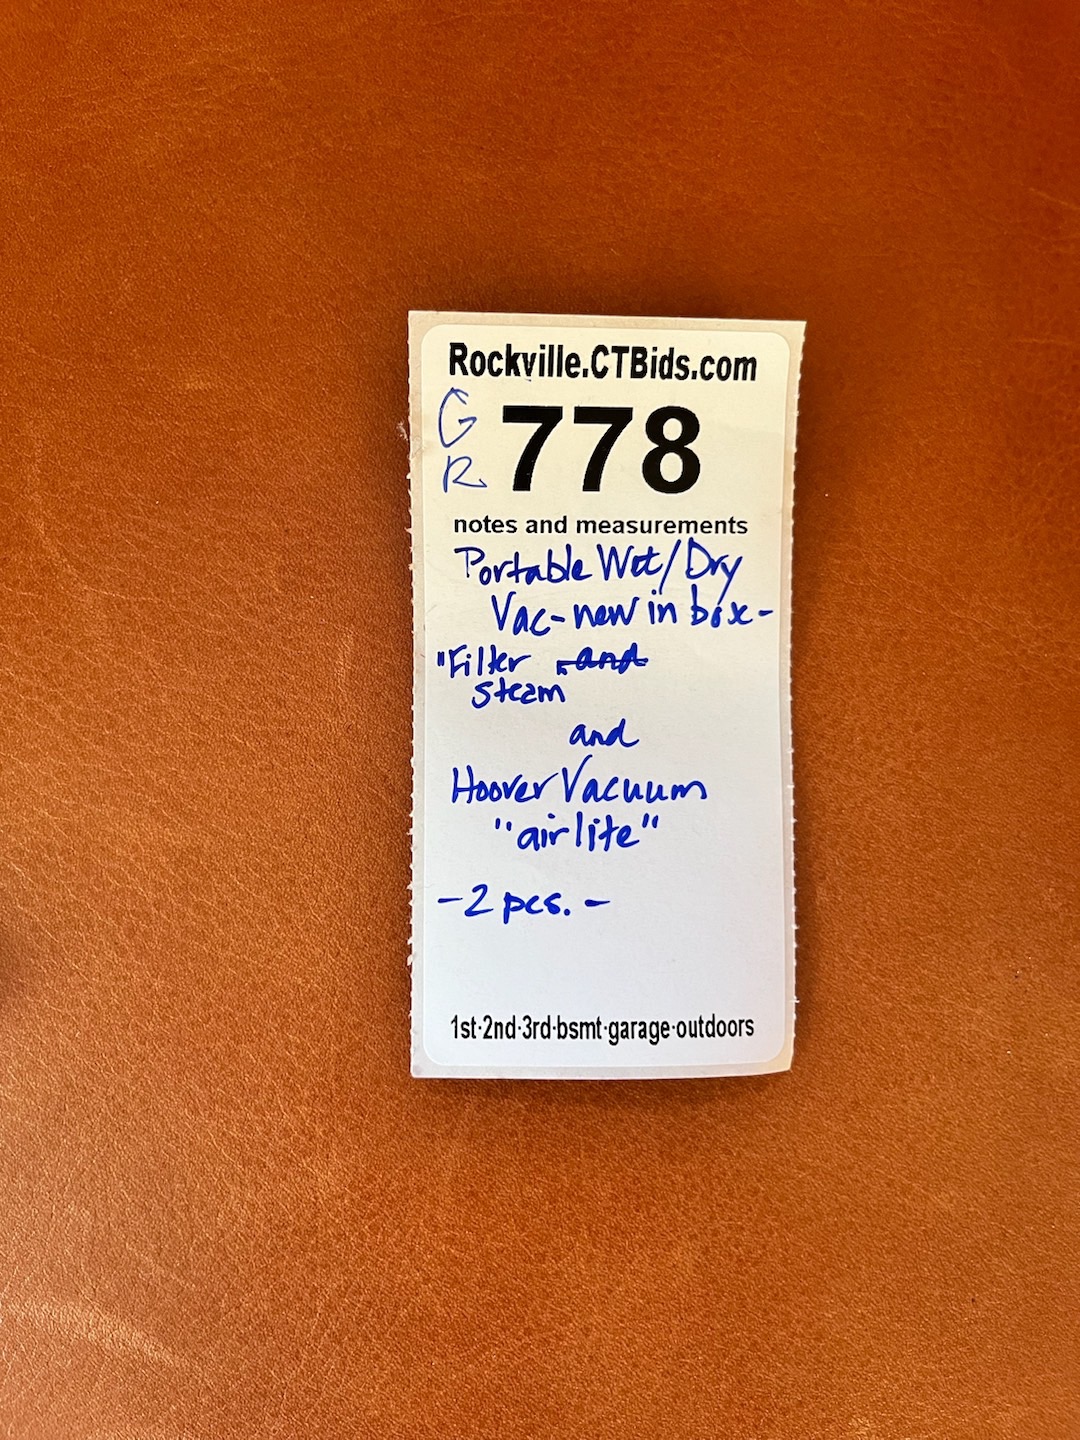 Rockville.CTBids.com
G
R
778
notes and measurements
Portable Wet/Dry
Vac-new in box-
"Filter and
steam
and
Hoover Vacuum
"airlite"
-2 pcs. -
1st·2nd·3rd·bsmt·garage·outdoors